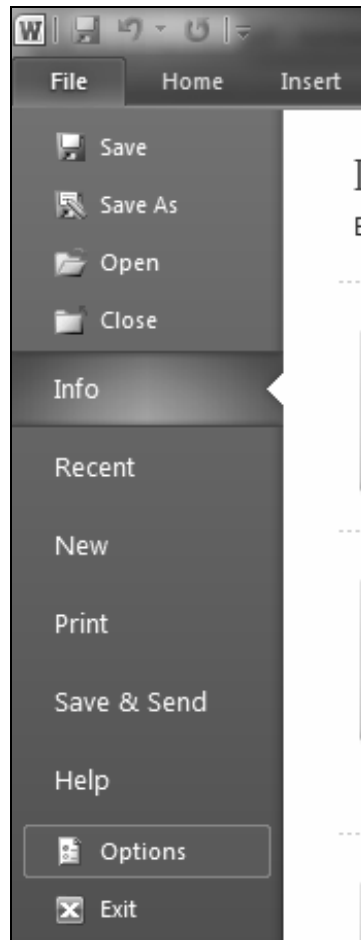 W
File Home Insert
Save
Save As
Open
Close
Info
Recent
New
Print
Save & Send
Help
Options
Exit